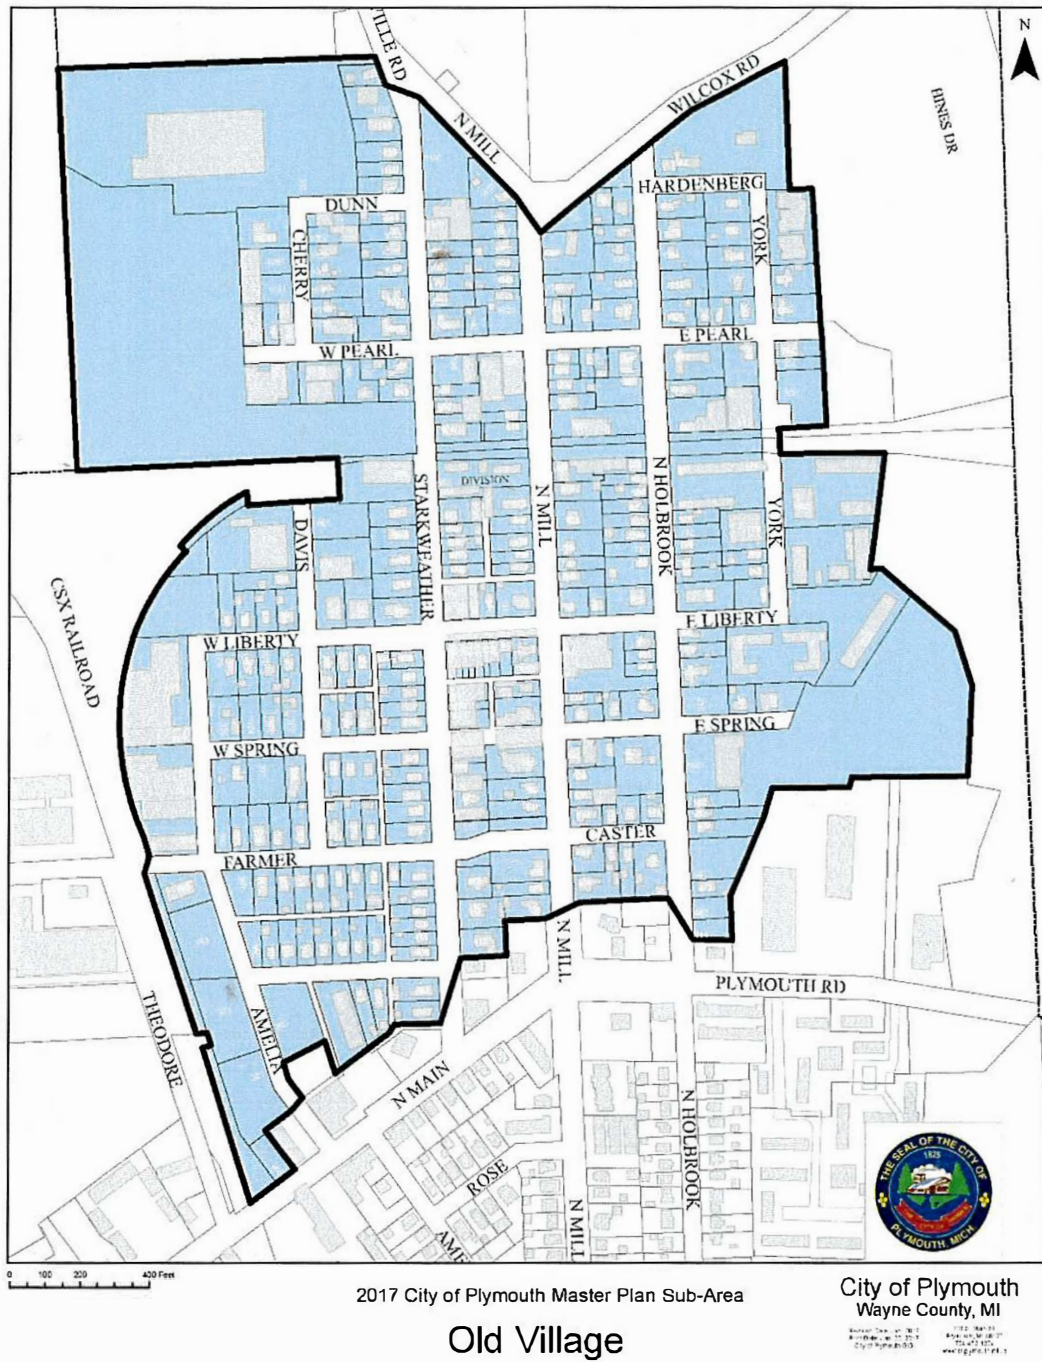 VILLE RD
N
WILCOX RD
N MILL
HINES DR
HARDENBERG
DUNN
CHERRY
YORK
W PEARL
E PEARL
STARKWEATHER
DIVISION
N MILL
N HOLBROOK
YORK
DAVIS
CSX RAILROAD
W LIBERTY
E LIBERTY
W SPRING
E SPRING
CASTER
FARMER
N MILL
PLYMOUTH RD
THEODORE
AMELIA
N MAIN
N HOLBROOK
ROSE
N MILL
AME
THE SEAL OF THE CITY OF
1825
PLYMOUTH, MICH
0 100 200 400 Feet
2017 City of Plymouth Master Plan Sub-Area
Old Village
City of Plymouth
Wayne County, MI